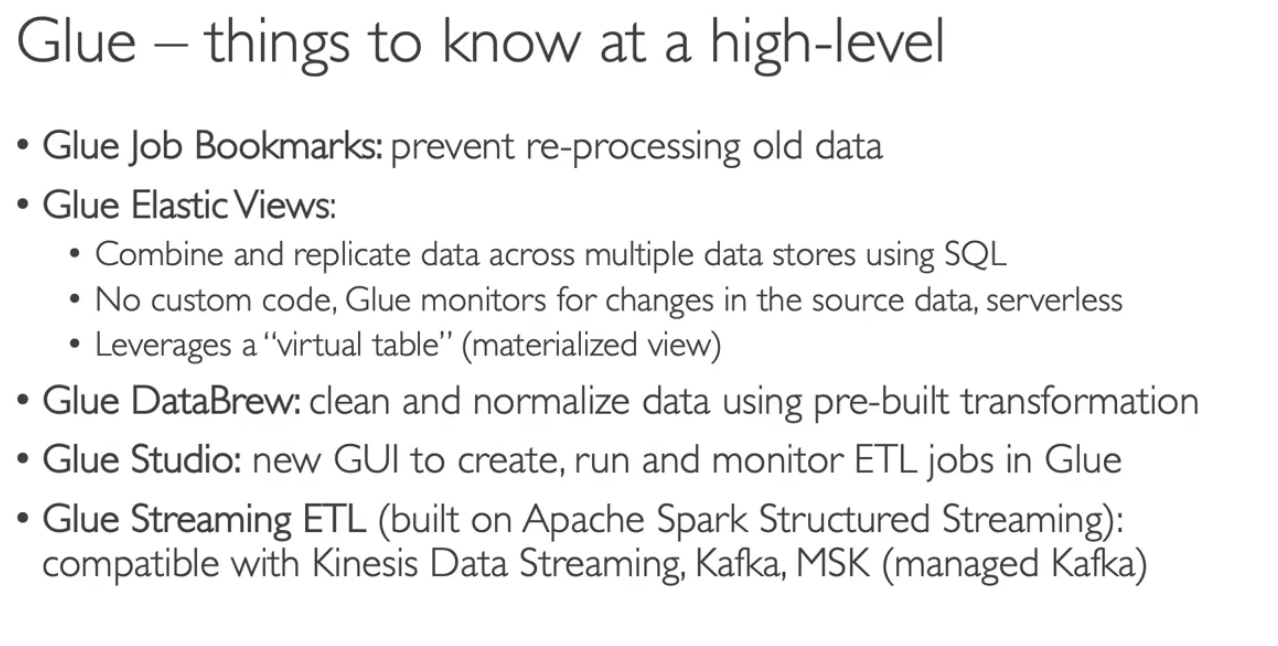 Glue – things to know at a high-level
• Glue Job Bookmarks: prevent re-processing old data
• Glue Elastic Views:
• Combine and replicate data across multiple data stores using SQL
• No custom code, Glue monitors for changes in the source data, serverless
• Leverages a “virtual table” (materialized view)
• Glue DataBrew: clean and normalize data using pre-built transformation
• Glue Studio: new GUI to create, run and monitor ETL jobs in Glue
• Glue Streaming ETL (built on Apache Spark Structured Streaming):
compatible with Kinesis Data Streaming, Kafka, MSK (managed Kafka)